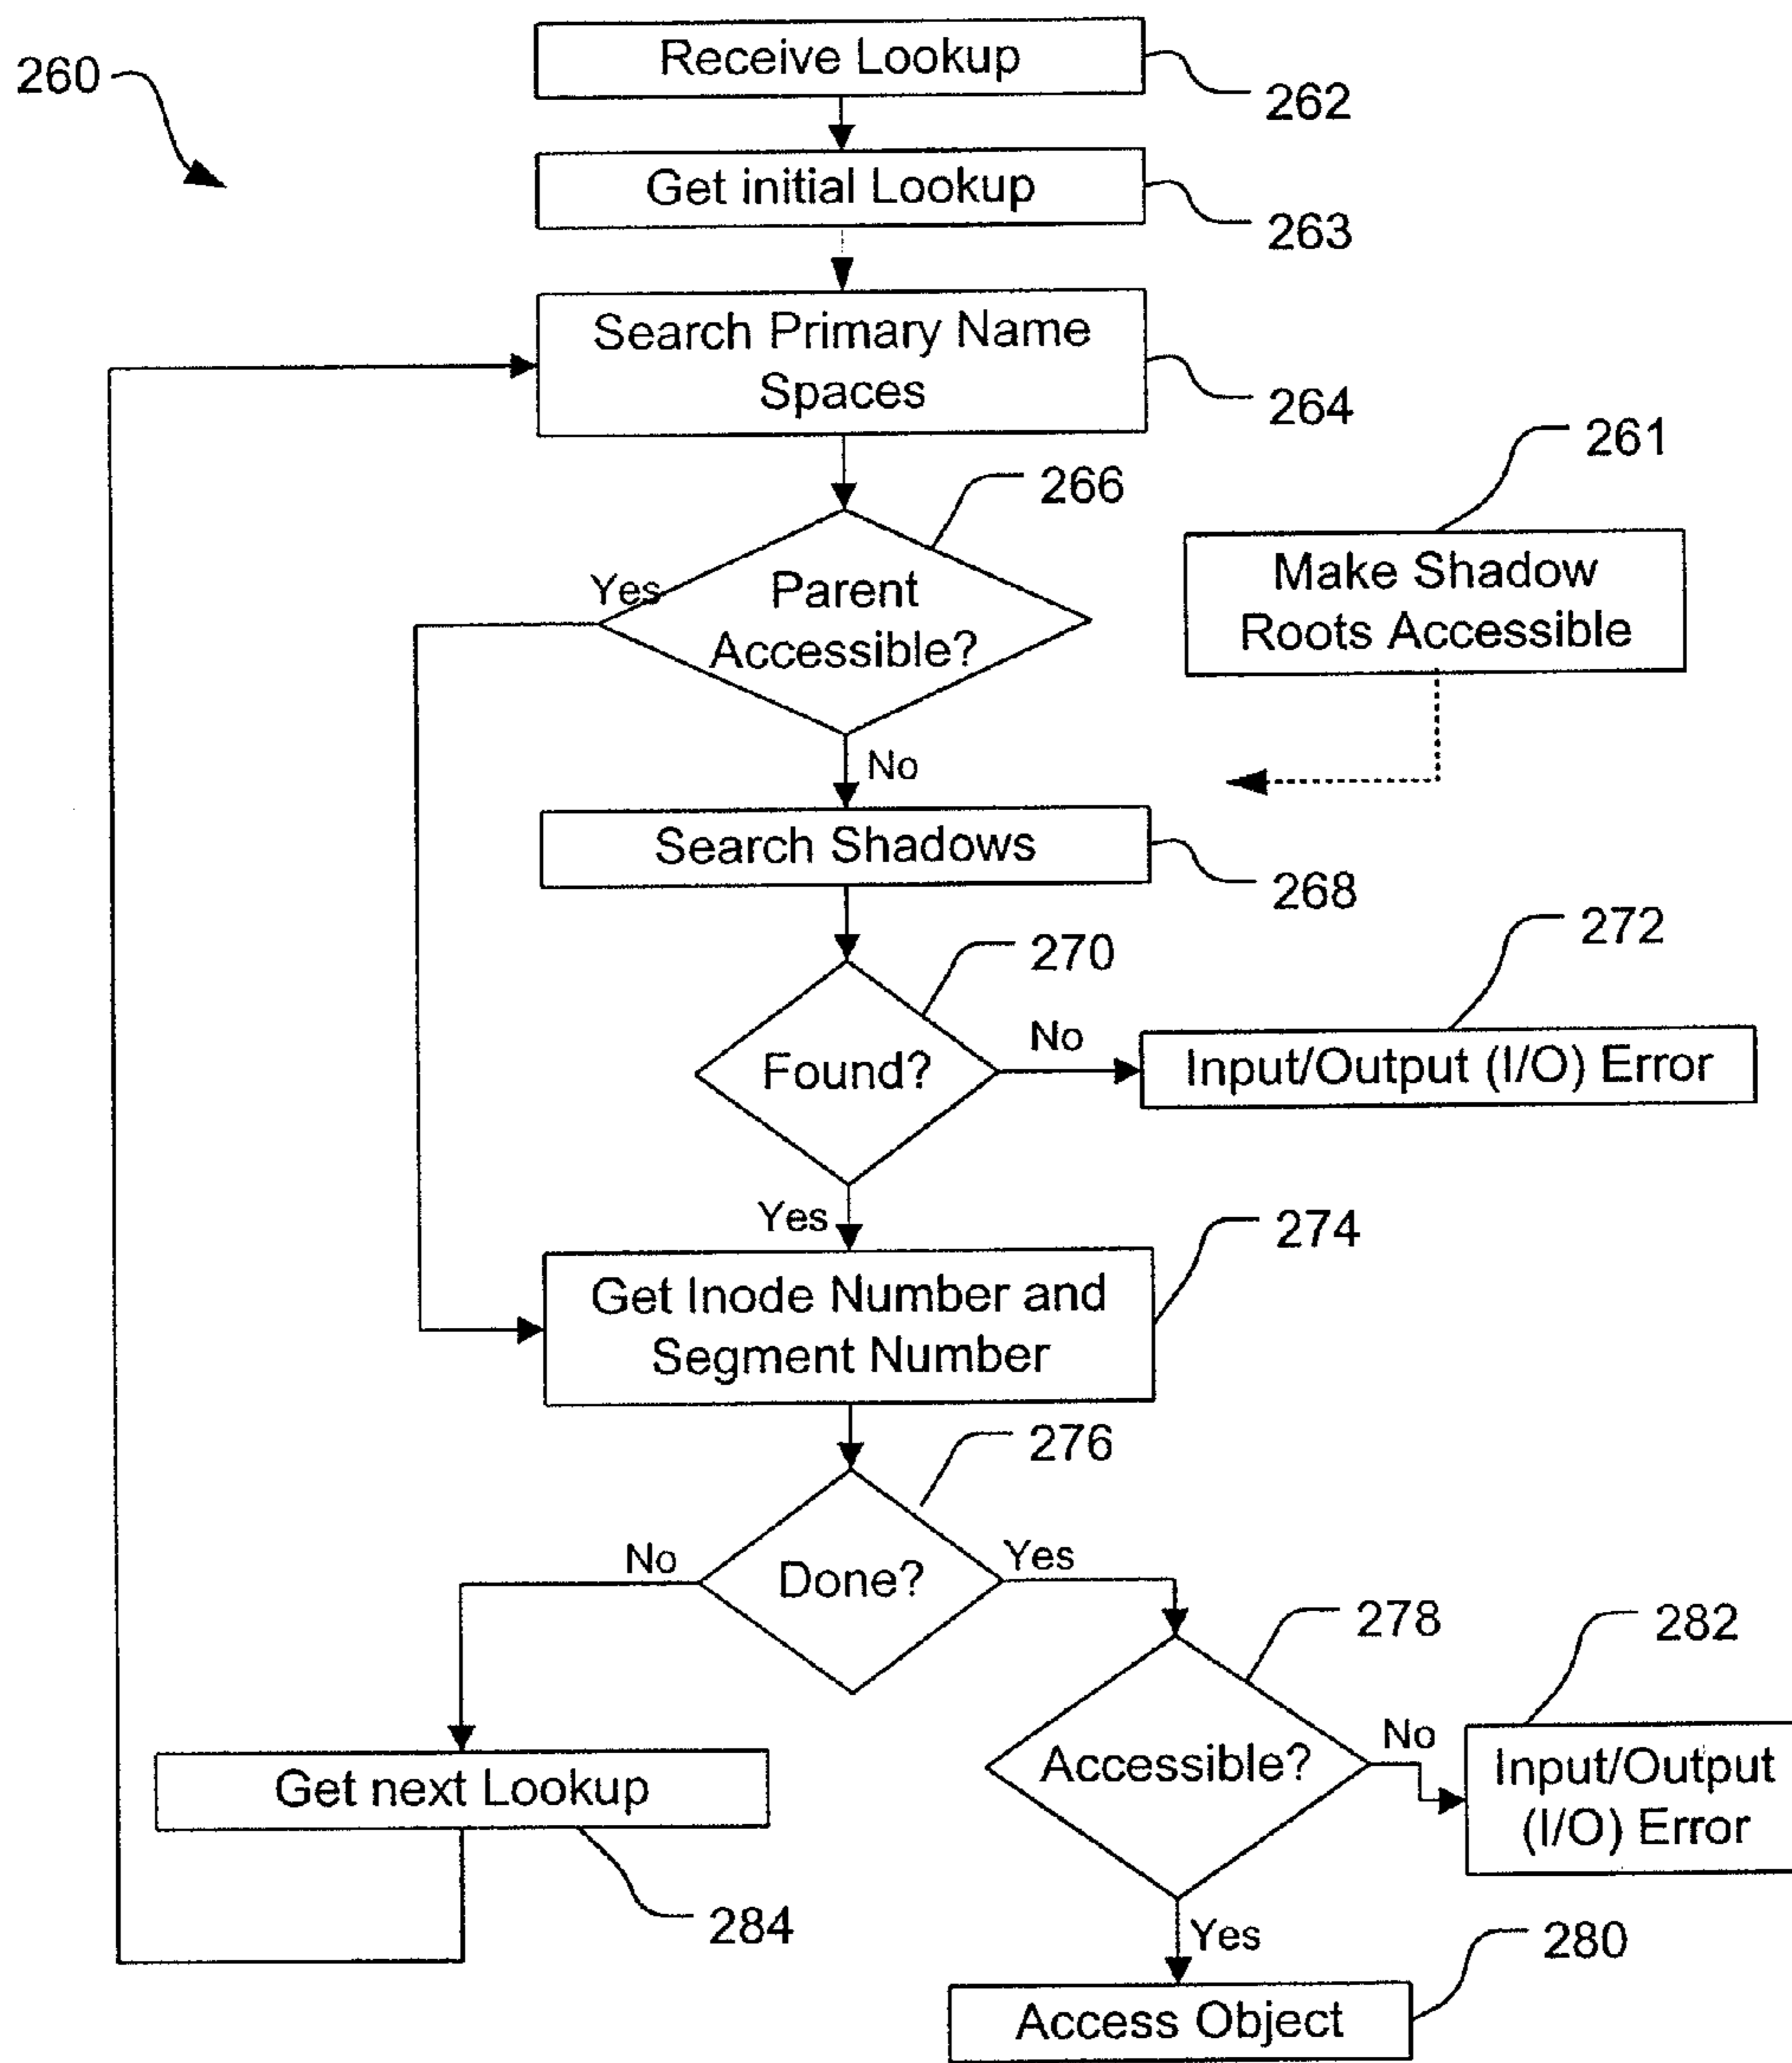 260
Receive Lookup
262
Get initial Lookup
263
Search Primary Name
Spaces
264
261
266
Yes
Parent
Accessible?
Make Shadow
Roots Accessible
No
Search Shadows
268
270
272
Found?
No
Input/Output (I/O) Error
Yes
274
Get Inode Number and
Segment Number
276
No
Done?
Yes
278
282
Accessible?
No
Input/Output
(I/O) Error
Get next Lookup
284
Yes
280
Access Object